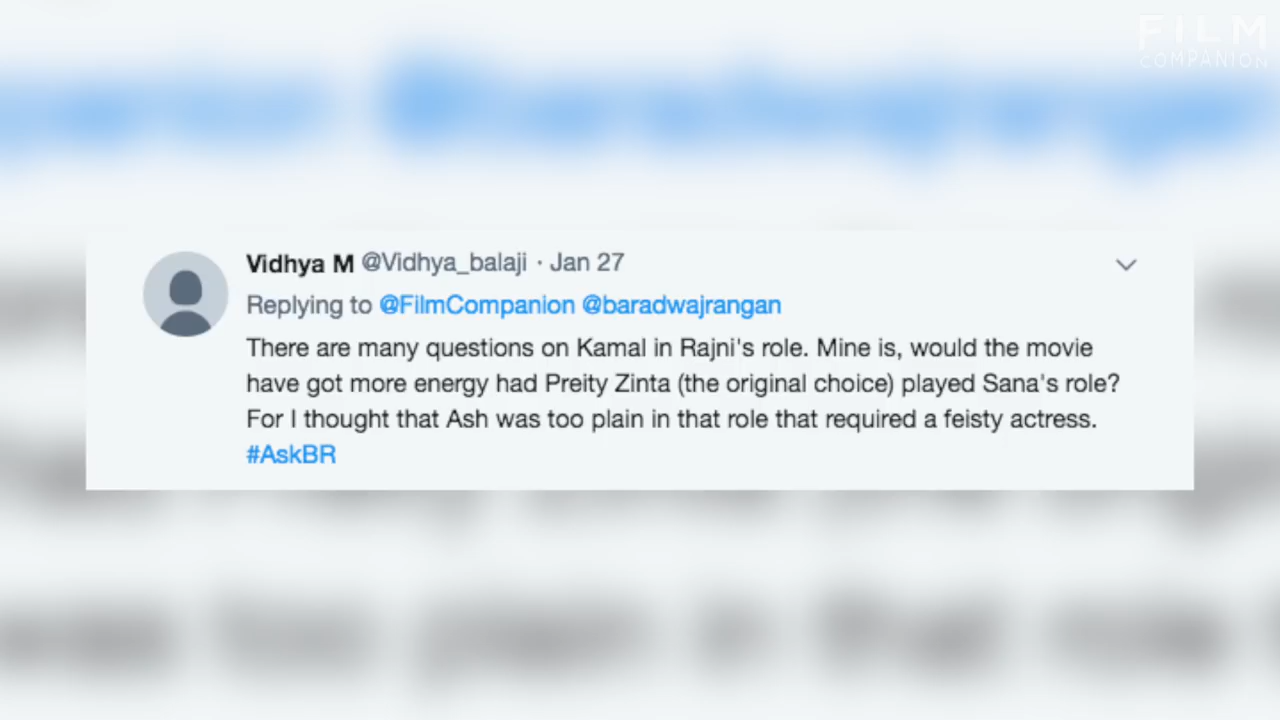 FILM
COMPANION
Vidhya M @Vidhya_balaji · Jan 27
Replying to @FilmCompanion @baradwajrangan
There are many questions on Kamal in Rajni's role. Mine is, would the movie
have got more energy had Preity Zinta (the original choice) played Sana's role?
For I thought that Ash was too plain in that role that required a feisty actress.
#AskBR